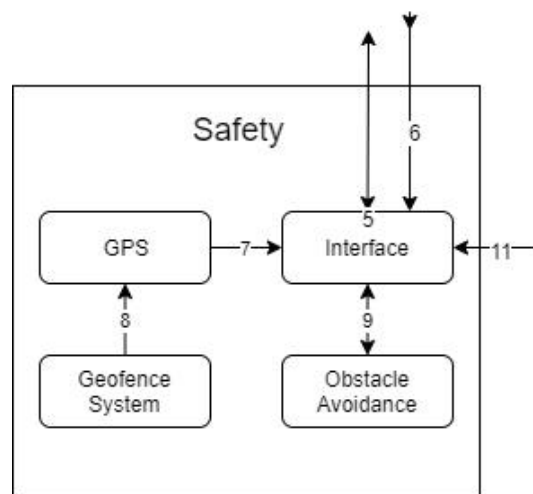 6
Safety
5
GPS
7
Interface
11
8
9
Geofence
System
Obstacle
Avoidance